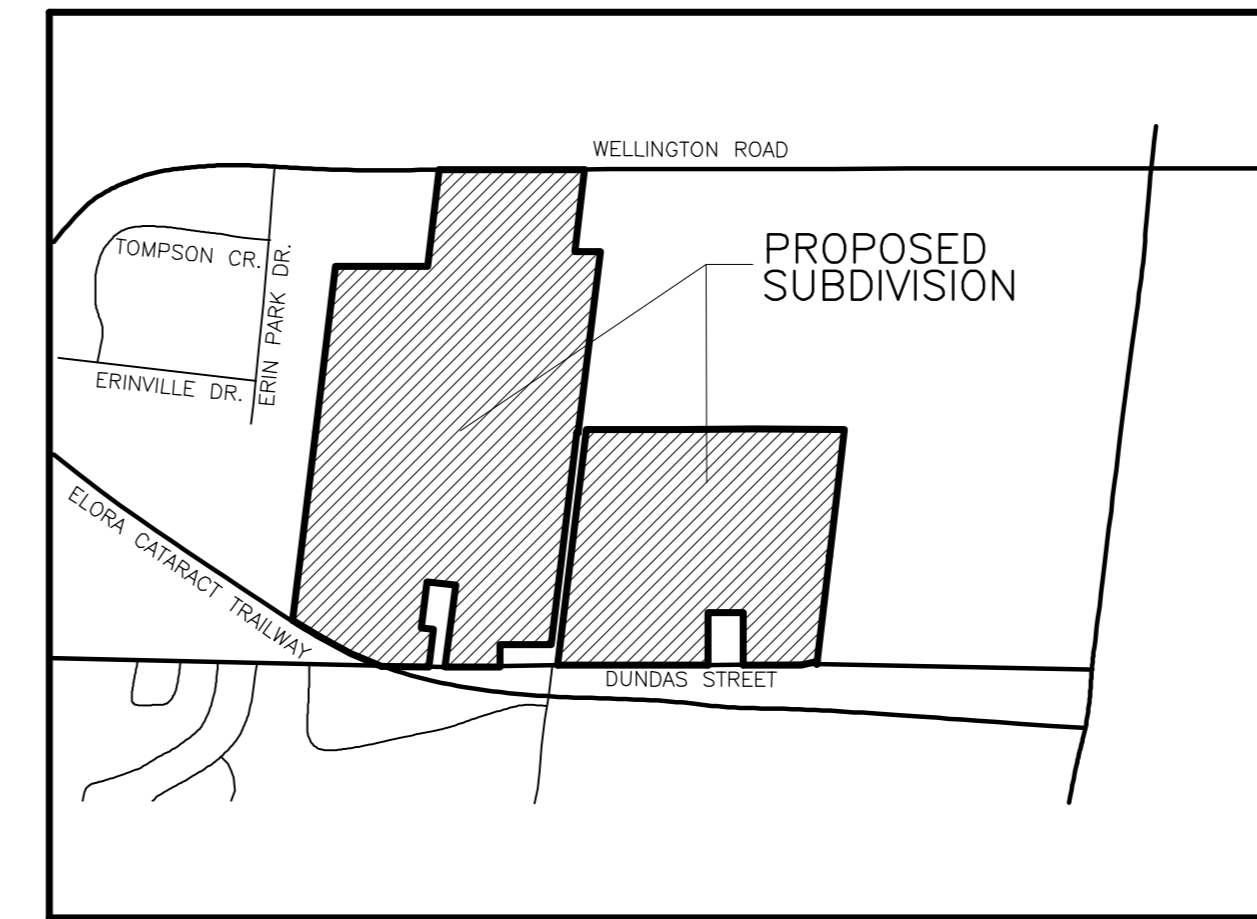 WELLINGTON ROAD
TOMPSON CR.
ERIN PARK DR.
PROPOSED
SUBDIVISION
ERINVILLE DR.
ELORA CATARACT TRAILWAY
DUNDAS STREET